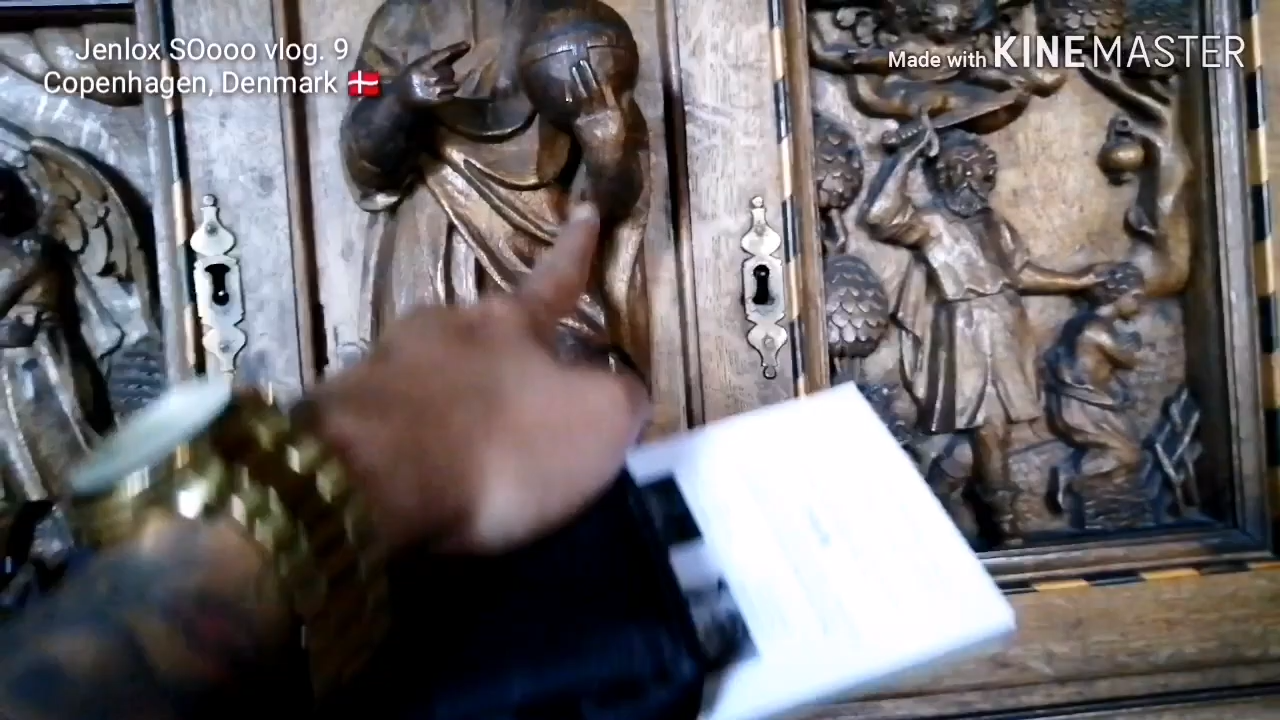 Jenlox SOooo vlog. 9
Copenhagen, Denmark 🇩🇰
Made with KINEMASTER